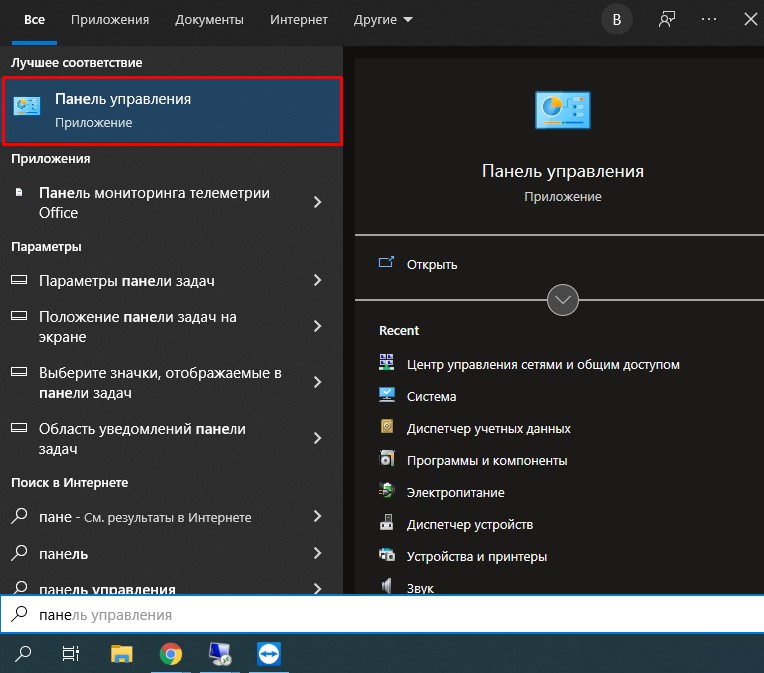 Все Приложения Документы Интернет Другие В
Лучшее соответствие
Панель управления
Приложение
Приложения
Панель мониторинга телеметрии
Office
Параметры
Параметры панели задач
Положение панели задач на
экране
Выберите значки, отображаемые в
панели задач
Область уведомлений панели
задач
Поиск в Интернете
пане - См. результаты в Интернете
панель
панель управления
Панель управления
Приложение
Открыть
Recent
Центр управления сетями и общим доступом
Система
Диспетчер учетных данных
Программы и компоненты
Электропитание
Диспетчер устройств
Устройства и принтеры
Звук
панель управления